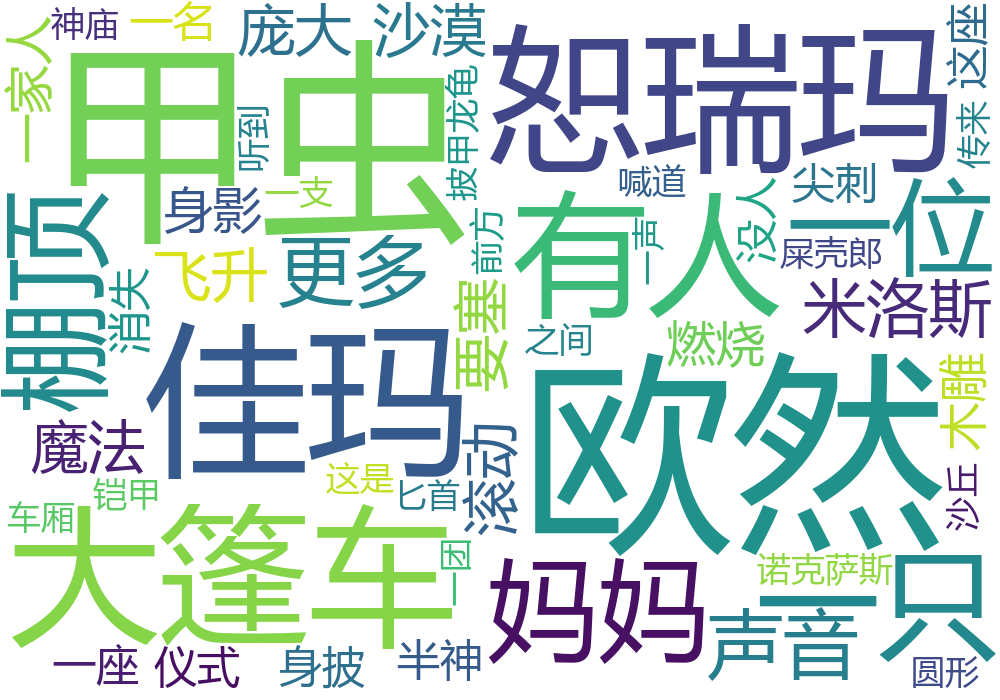 神庙
一名
庞大
沙漠
恕瑞玛
这座
一家人
甲虫
听到
披甲龙龟
传来
身影
一支
喊道
尖刺
前方
有人
一声
没人
一位
屎壳郎
棚顶
消失
飞升
更多
要塞
米洛斯
之间
燃烧
佳玛
欧然
木雕
魔法
滚动
这是
匕首
沙丘
车厢
铠甲
大篷车
一团
妈妈
诺克萨斯
一只
声音
一座
仪式
身披
半神
圆形